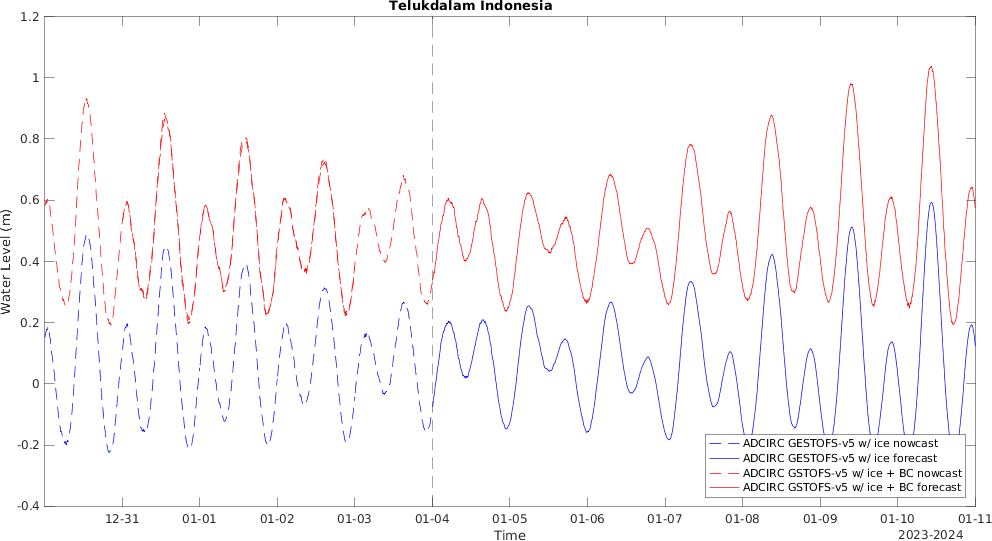 Telukdalam Indonesia
1.2
1
0.8
0.6
0.4
0.2
0
-0.2
-0.4
Water Level (m)
ADCIRC GESTOFS-v5 w/ ice nowcast
ADCIRC GESTOFS-v5 w/ ice forecast
ADCIRC GSTOFS-v5 w/ ice + BC nowcast
ADCIRC GSTOFS-v5 w/ ice + BC forecast
12-31 01-01 01-02 01-03 01-04 01-05 01-06 01-07 01-08 01-09 01-10 01-11
Time
2023-2024